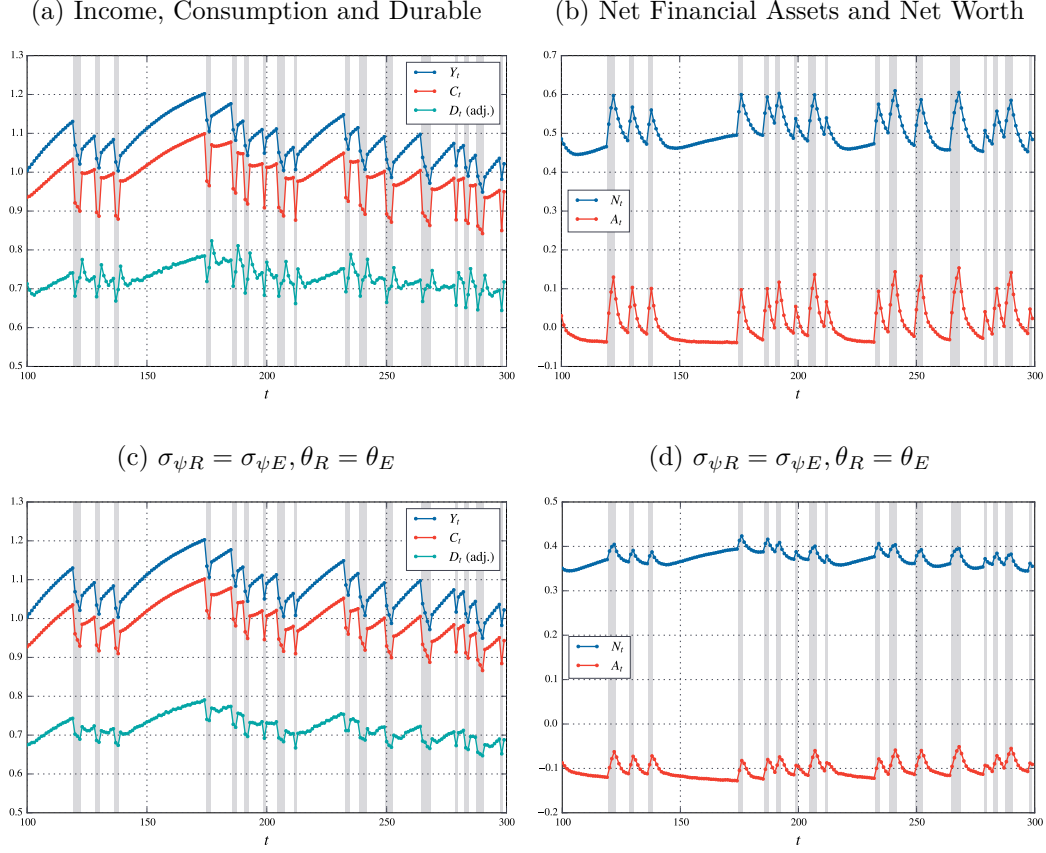 (a) Income, Consumption and Durable
1.3
1.2
1.1
1.0
0.9
0.8
0.7
0.6
0.5
100 150 200 250 300
t
Y_t
C_t
D_t (adj.)
(b) Net Financial Assets and Net Worth
0.7
0.6
0.5
0.4
0.3
0.2
0.1
0.0
−0.1
100 150 200 250 300
t
N_t
A_t
(c) σ_ψR = σ_ψE, θ_R = θ_E
1.3
1.2
1.1
1.0
0.9
0.8
0.7
0.6
0.5
100 150 200 250 300
t
Y_t
C_t
D_t (adj.)
(d) σ_ψR = σ_ψE, θ_R = θ_E
0.5
0.4
0.3
0.2
0.1
0.0
−0.1
−0.2
100 150 200 250 300
t
N_t
A_t